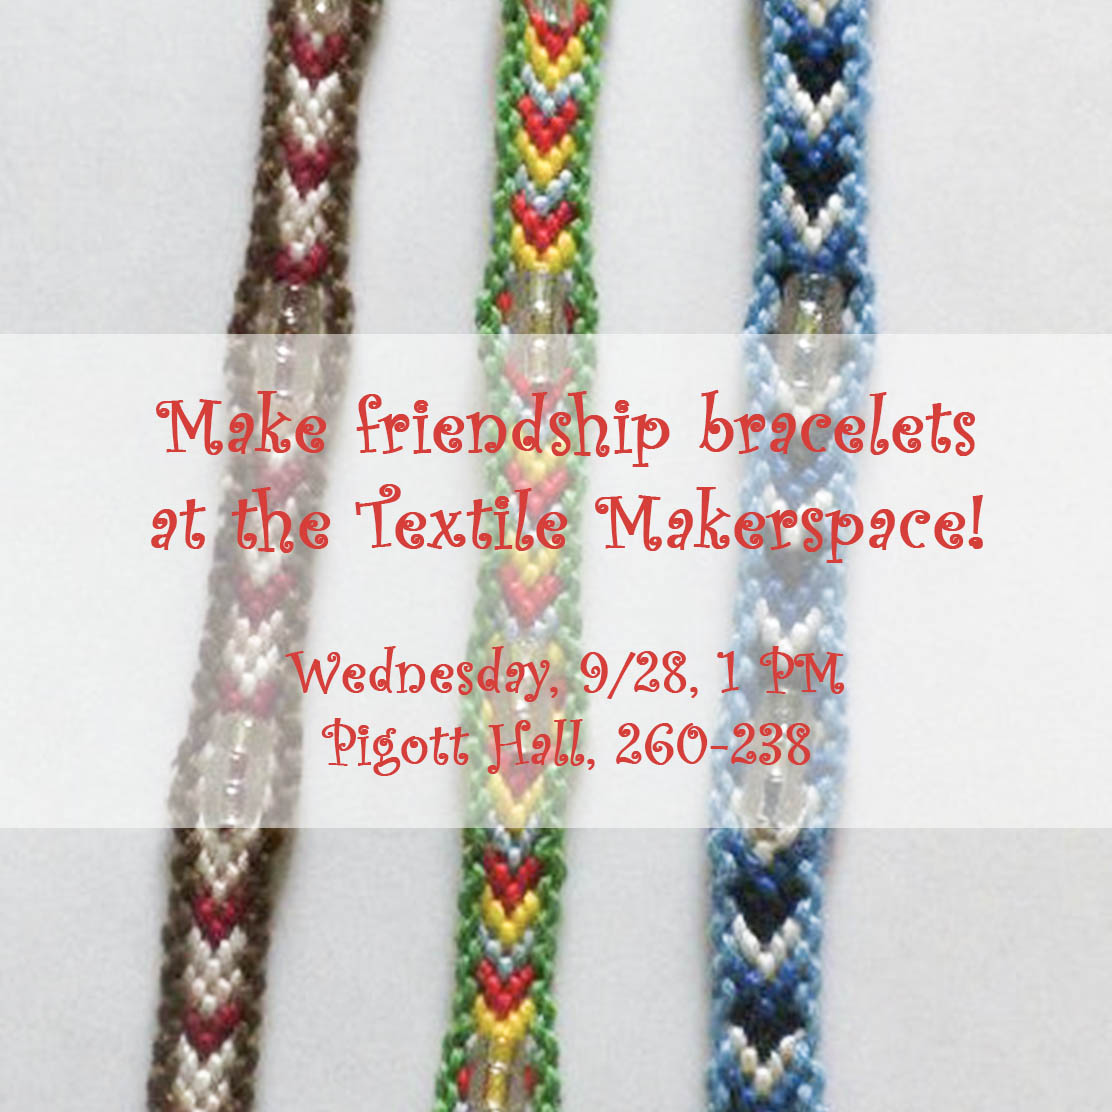 Make friendship bracelets
at the Textile Makerspace!
Wednesday, 9/28, 1 PM
Pigott Hall, 260-238